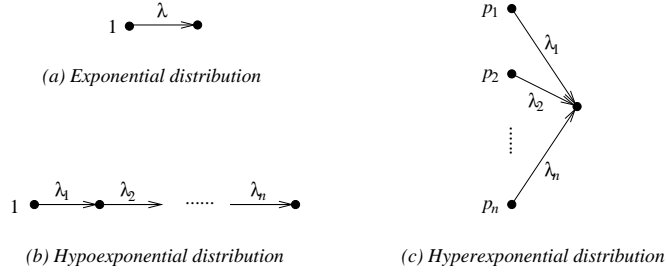 1 λ
(a) Exponential distribution
1 λ1 λ2 ...... λn
(b) Hypoexponential distribution
p1
λ1
p2
λ2
......
λn
pn
(c) Hyperexponential distribution